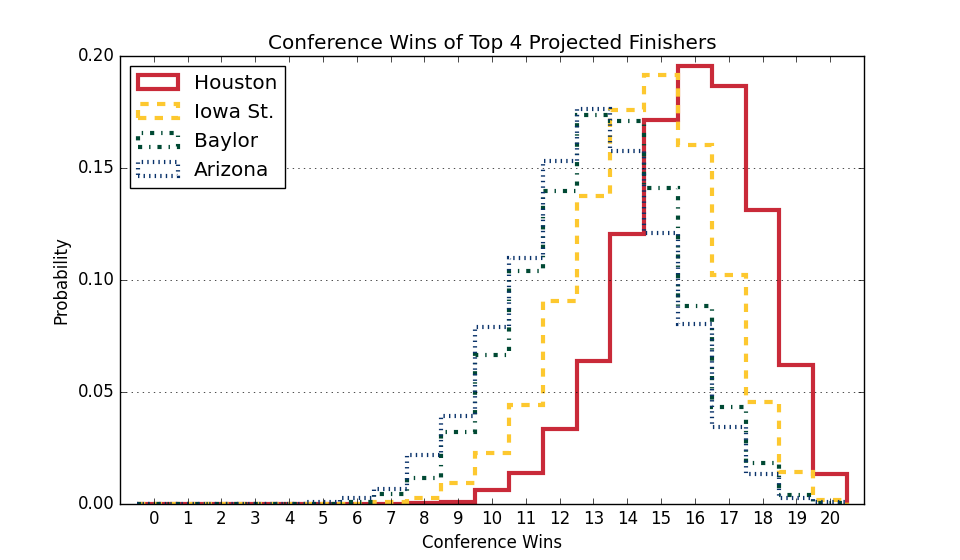 Conference Wins of Top 4 Projected Finishers
Houston
Iowa St.
Baylor
Arizona
Probability
0.20
0.15
0.10
0.05
0.00
0 1 2 3 4 5 6 7 8 9 10 11 12 13 14 15 16 17 18 19 20
Conference Wins